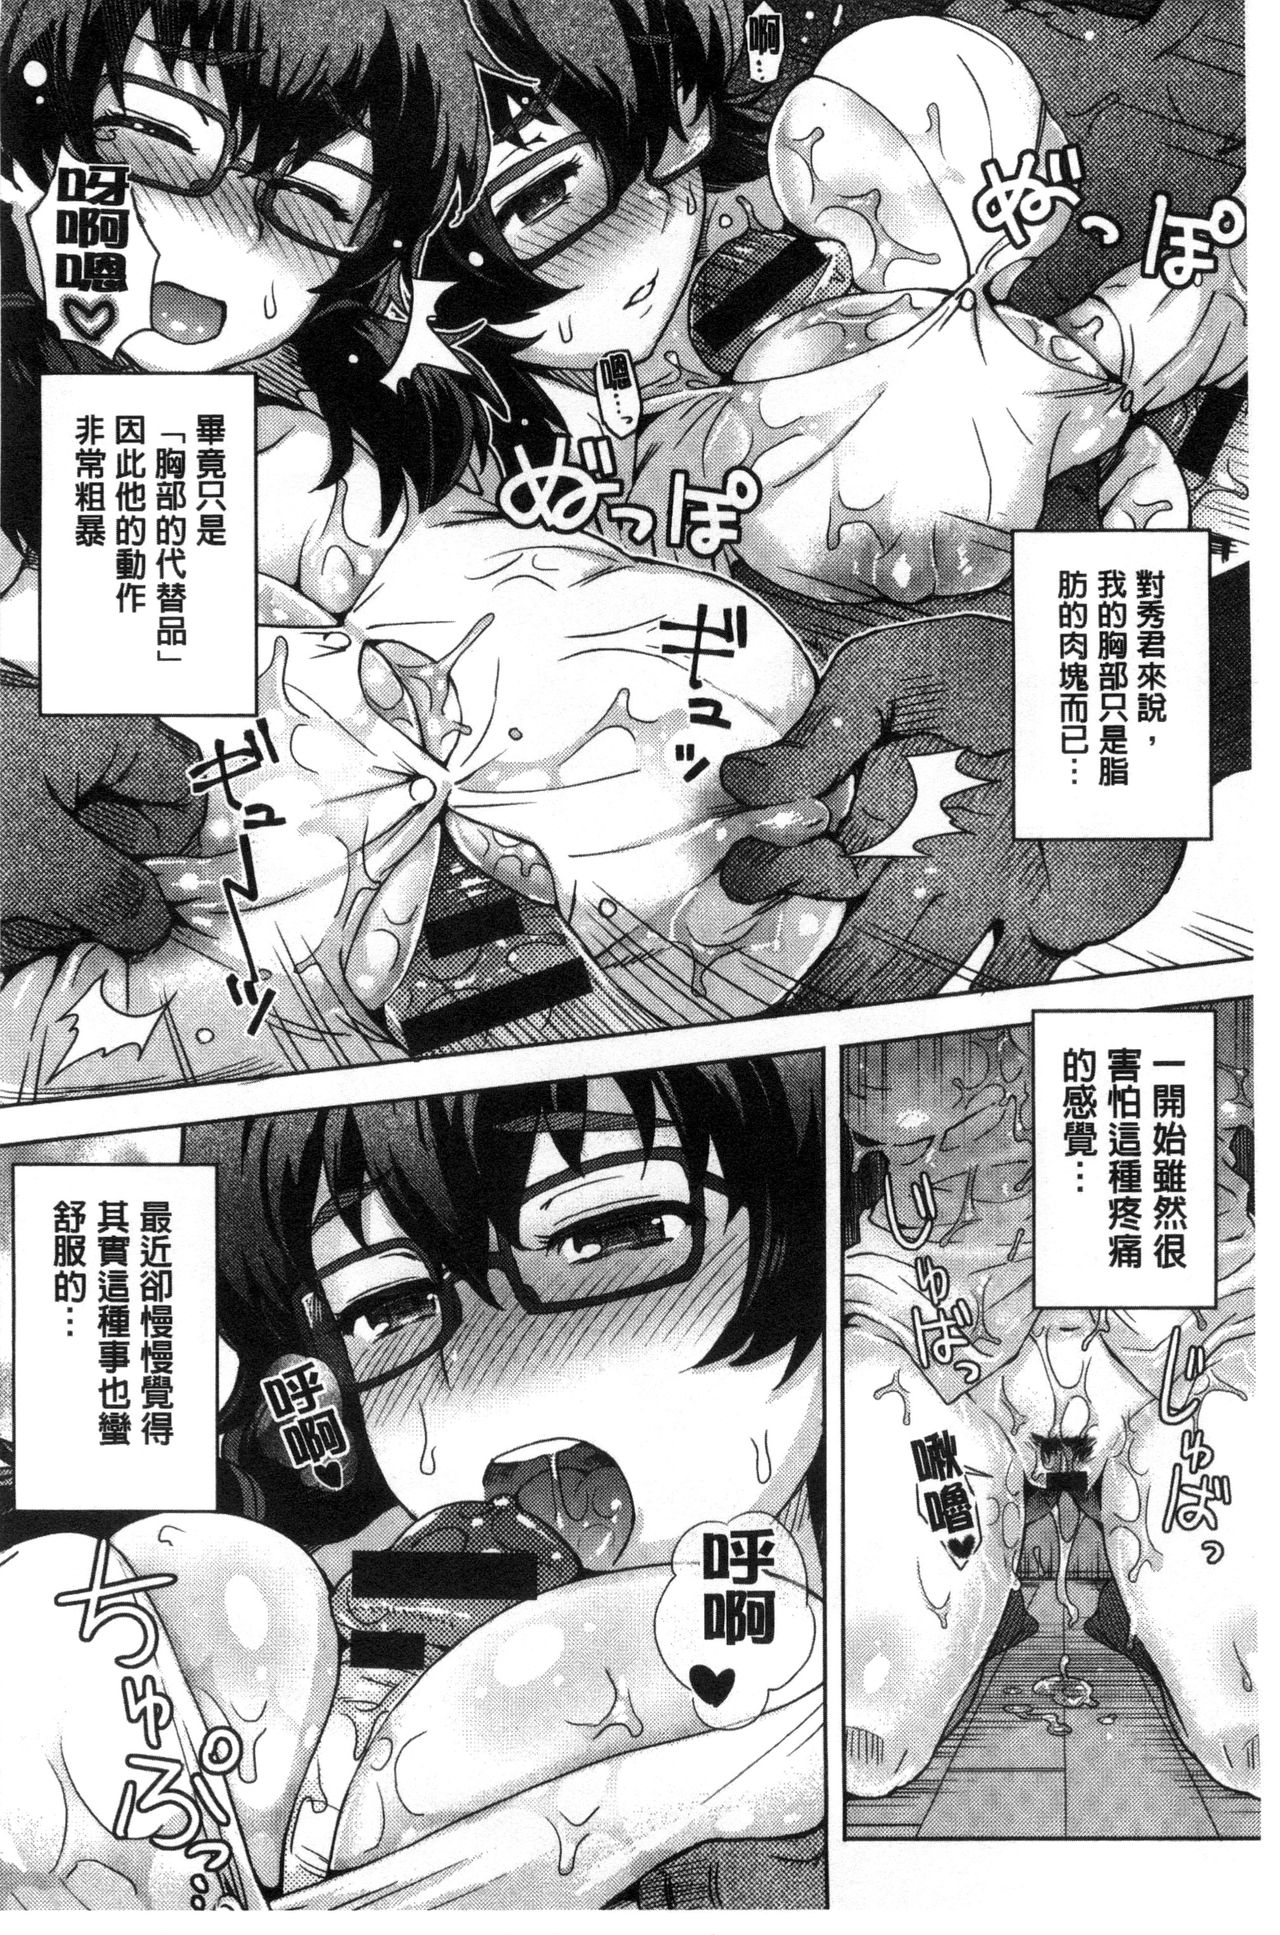 啊…
ぬっぽ
對秀君來說，
我的胸部只是脂
肪的肉塊而已…
嗯…
ぬっぽ
呀啊嗯♡
畢竟只是
「胸部的代替品」
因此他的動作
非常粗暴
ギュッ
ギュッ
一開始雖然很
害怕這種疼痛
的感覺…
じゅばっ
じゅばっ
啾嚕♥
最近卻慢慢覺得
其實這種事也蠻
舒服的…
呼啊♥
呼啊♥
ちゅぷっ…